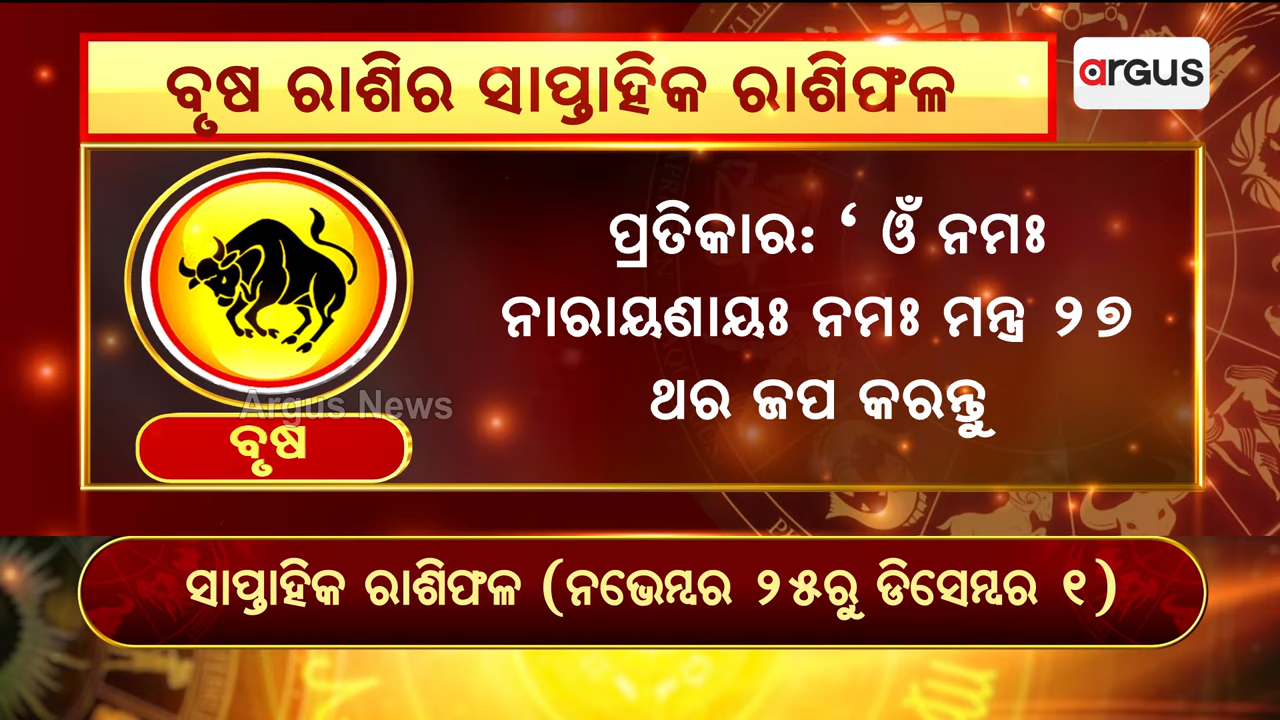 ବୃଷ ରାଶିର ସାପ୍ତାହିକ ରାଶିଫଳ
argus
ପ୍ରତିକାର: ‘ ଓଁ ନମଃ
ନାରାୟଣାୟଃ ନମଃ ମନ୍ତ୍ର ୨୭
ଥର ଜପ କରନ୍ତୁ
Argus News
ବୃଷ
ସାପ୍ତାହିକ ରାଶିଫଳ (ନଭେମ୍ବର ୨୫ରୁ ଡିସେମ୍ବର ୧)